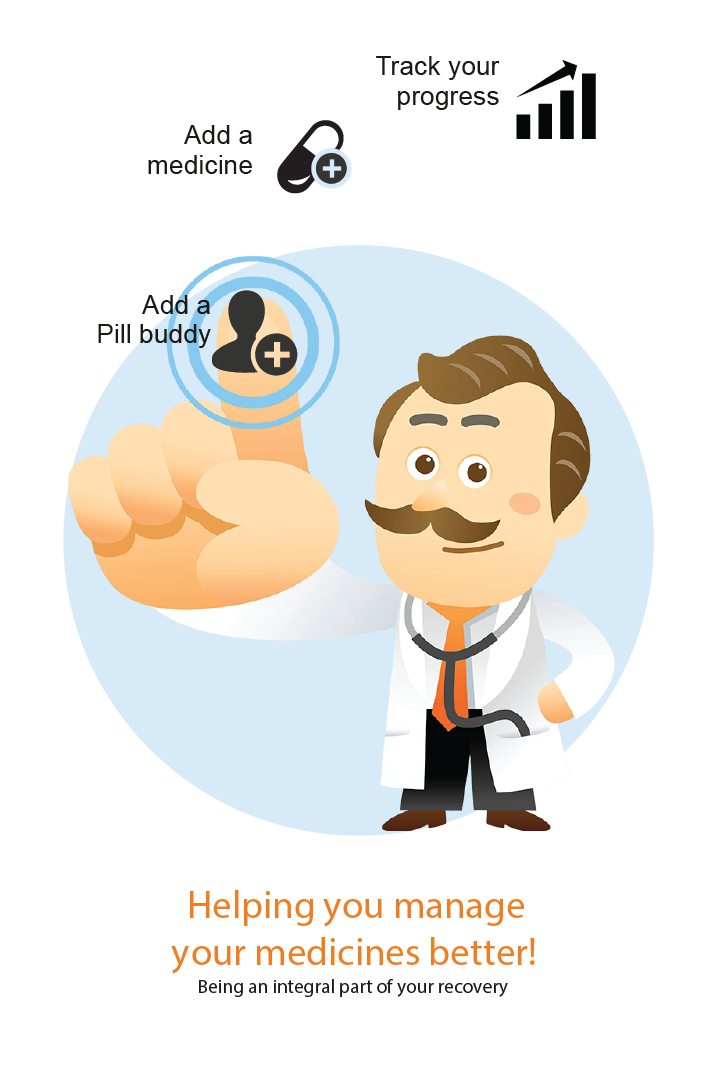 Track your
progress
Add a
medicine
Add a
Pill buddy
Helping you manage
your medicines better!
Being an integral part of your recovery